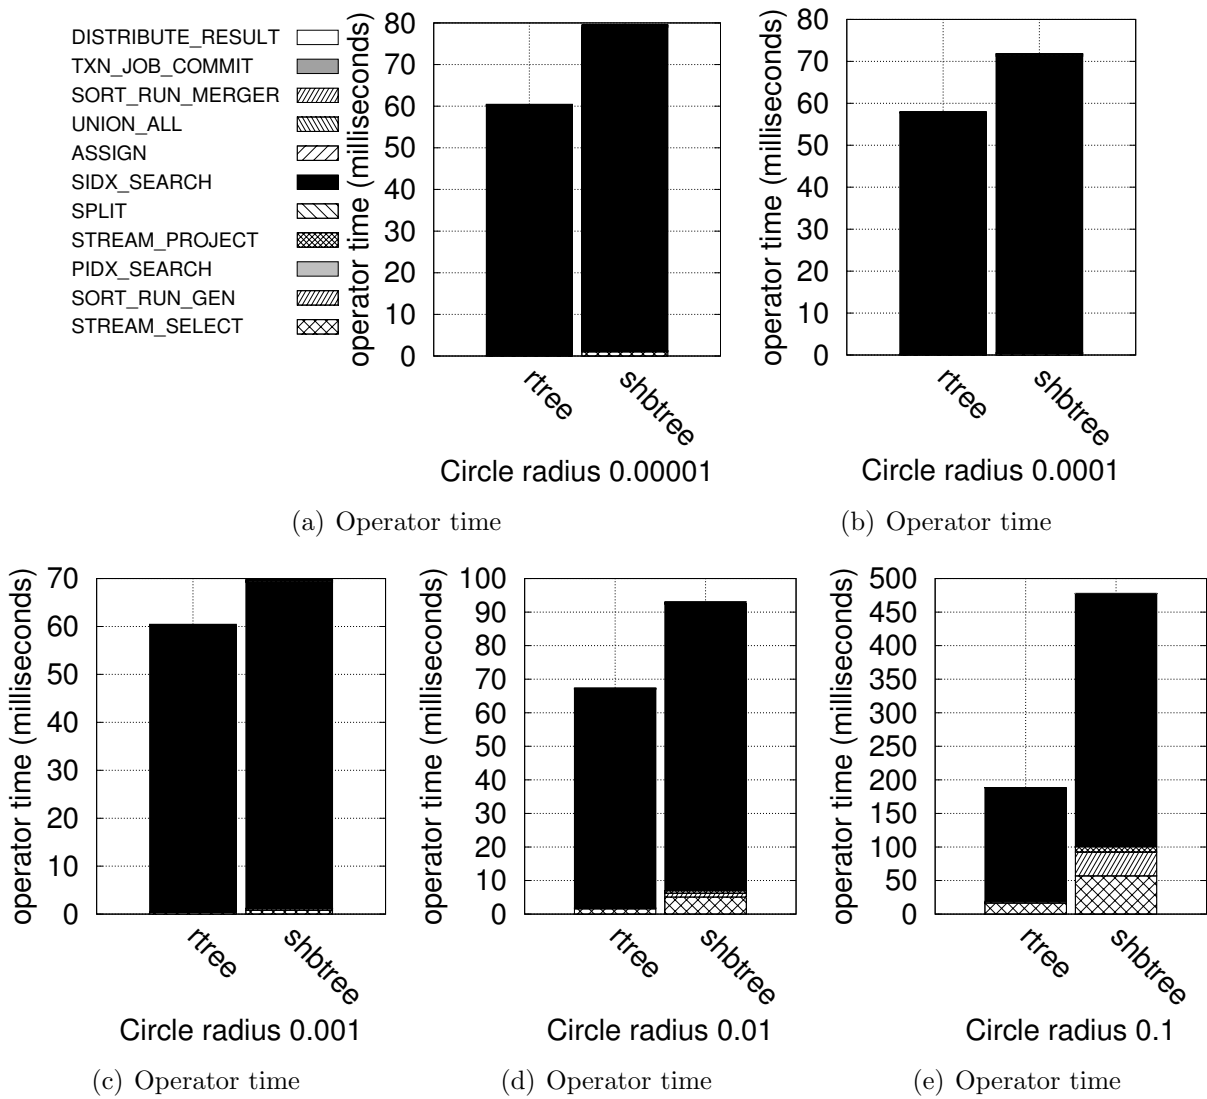 DISTRIBUTE_RESULT
TXN_JOB_COMMIT
SORT_RUN_MERGER
UNION_ALL
ASSIGN
SIDX_SEARCH
SPLIT
STREAM_PROJECT
PIDX_SEARCH
SORT_RUN_GEN
STREAM_SELECT
operator time (milliseconds)
80
70
60
50
40
30
20
10
0
rtree
shbtree
Circle radius 0.00001
(a) Operator time
operator time (milliseconds)
80
70
60
50
40
30
20
10
0
rtree
shbtree
Circle radius 0.0001
(b) Operator time
operator time (milliseconds)
70
60
50
40
30
20
10
0
rtree
shbtree
Circle radius 0.001
(c) Operator time
operator time (milliseconds)
100
90
80
70
60
50
40
30
20
10
0
rtree
shbtree
Circle radius 0.01
(d) Operator time
operator time (milliseconds)
500
450
400
350
300
250
200
150
100
50
0
rtree
shbtree
Circle radius 0.1
(e) Operator time